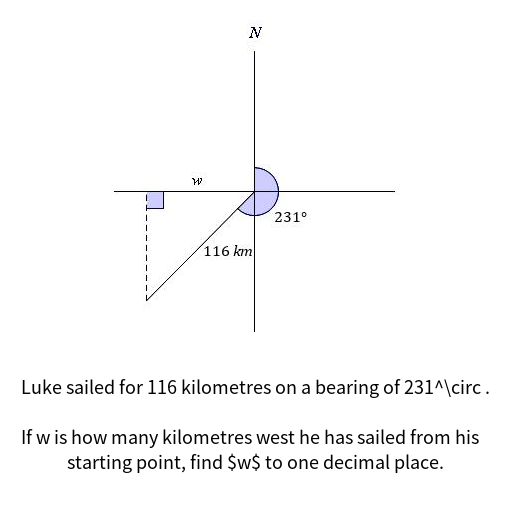 N
w
231°
116 km
Luke sailed for 116 kilometres on a bearing of 231^\circ .
If w is how many kilometres west he has sailed from his
starting point, find $w$ to one decimal place.